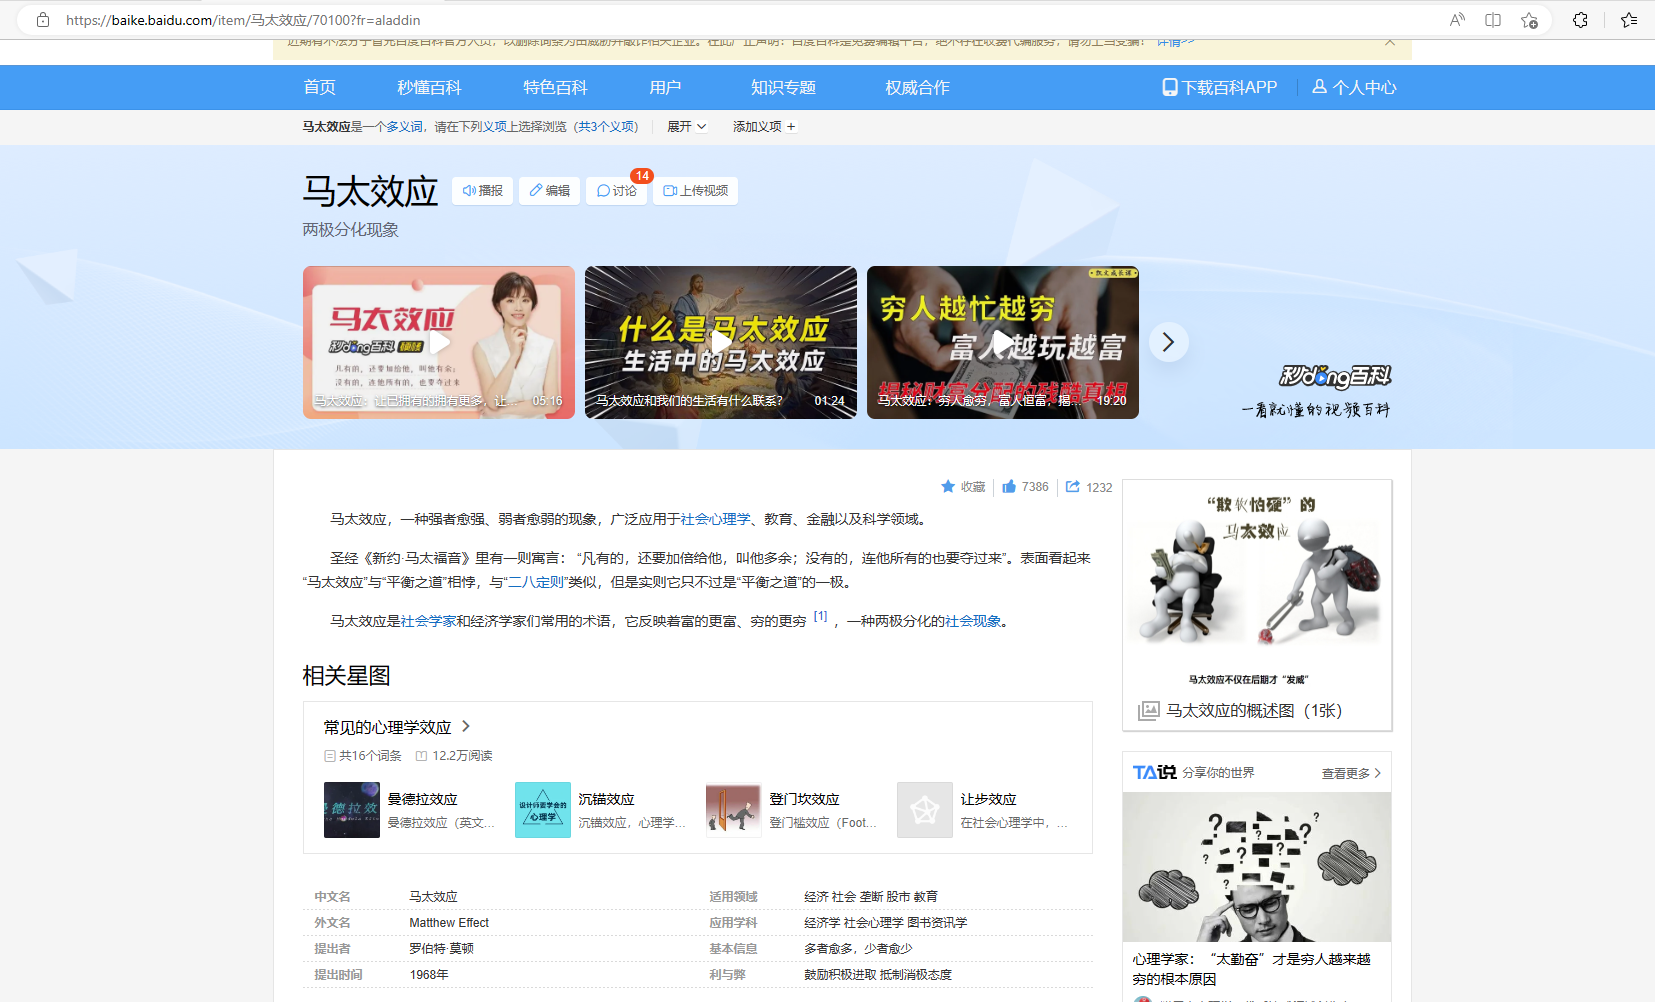 https://baike.baidu.com/item/马太效应/70100?fr=aladdin
首页 秒懂百科 特色百科 用户 知识专题 权威合作 下载百科APP 个人中心
马太效应是一个多义词，请在下列义项上选择浏览（共3个义项） 展开 添加义项
马太效应 播报 编辑 讨论 14 上传视频
两极分化现象
马太效应
秒dong百科
凡有的，还要加给他，叫他有余；
没有的，连他所有的，也要夺过来
马太效应：让已拥有的拥有更多，让... 05:16
什么是马太效应
生活中的马太效应
马太效应和我们的生活有什么联系？ 01:24
穷人越忙越穷
富人越玩越富
揭秘财富分配的残酷真相
马太效应：穷人愈穷，富人恒富，揭... 19:20
秒dong百科
一看就懂的视频百科
收藏 7386 1232
马太效应，一种强者愈强、弱者愈弱的现象，广泛应用于社会心理学、教育、金融以及科学领域。
圣经《新约·马太福音》里有一则寓言： “凡有的，还要加倍给他，叫他多余；没有的，连他所有的也要夺过来”。表面看起来
“马太效应”与“平衡之道”相悖，与“二八定则”类似，但是实则它只不过是“平衡之道”的一极。
马太效应是社会学家和经济学家们常用的术语，它反映着富的更富、穷的更穷 [1] ，一种两极分化的社会现象。
相关星图
常见的心理学效应
共16个词条 12.2万阅读
曼德拉效应
曼德拉效应（英文...
设计师要学会的
心理学
沉锚效应
沉锚效应，心理学...
登门坎效应
登门槛效应（Foot...
让步效应
在社会心理学中，...
中文名 马太效应 适用领域 经济 社会 垄断 股市 教育
外文名 Matthew Effect 应用学科 经济学 社会心理学 图书资讯学
提出者 罗伯特·莫顿 基本信息 多者愈多，少者愈少
提出时间 1968年 利与弊 鼓励积极进取 抵制消极态度
“欺软怕硬”的
马太效应
马太效应不仅在后期才“发威”
马太效应的概述图（1张）
TA说 分享你的世界 查看更多
心理学家：“太勤奋”才是穷人越来越
穷的根本原因